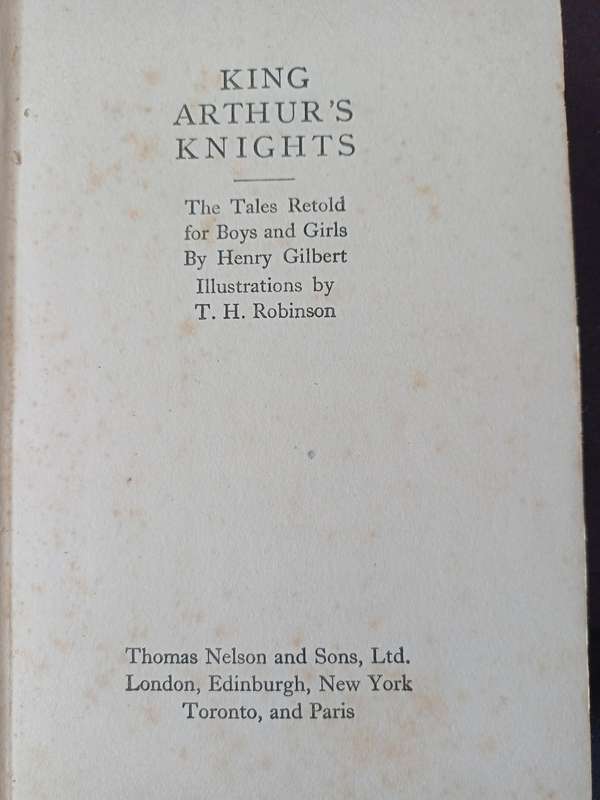 KING
ARTHUR'S
KNIGHTS
The Tales Retold
for Boys and Girls
By Henry Gilbert
Illustrations by
T. H. Robinson
Thomas Nelson and Sons, Ltd.
London, Edinburgh, New York
Toronto, and Paris